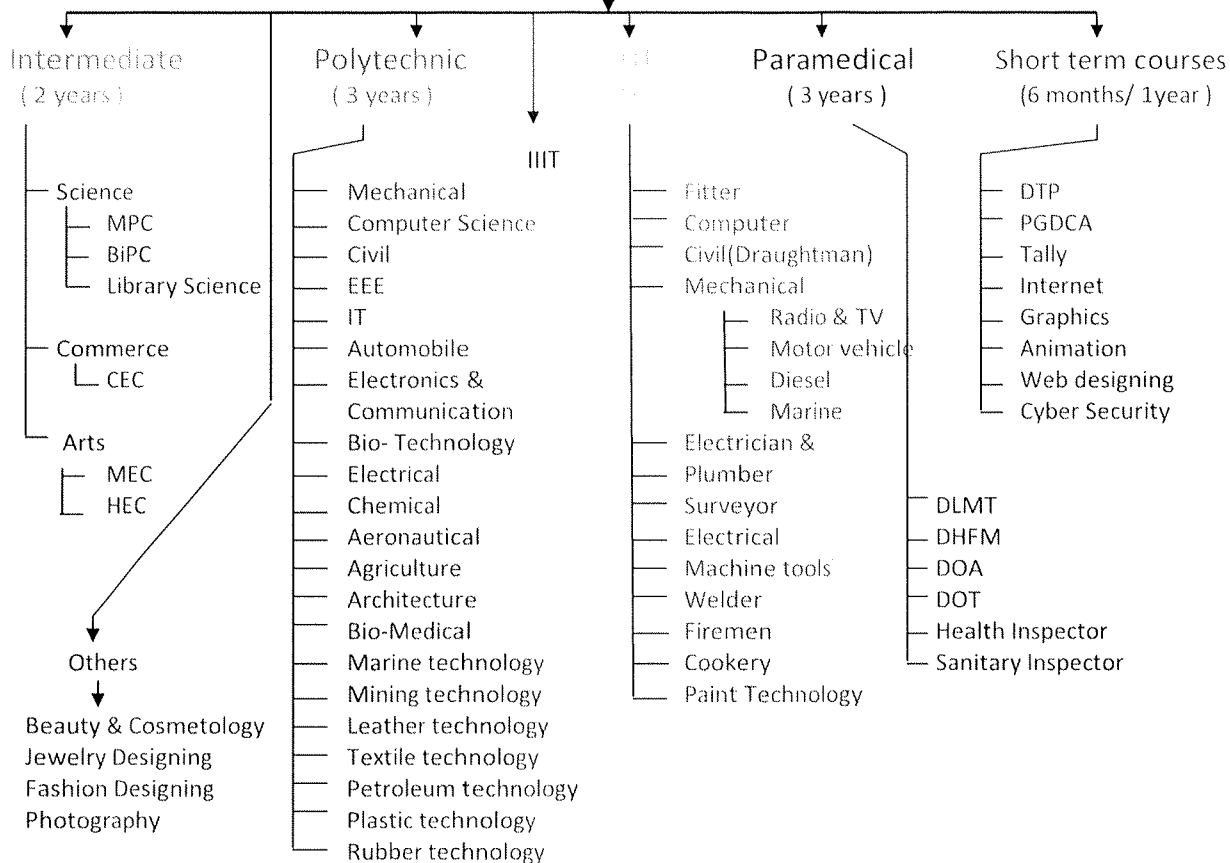 Intermediate
( 2 years )
Science
MPC
BiPC
Library Science
Commerce
CEC
Arts
MEC
HEC
Others
Beauty & Cosmetology
Jewelry Designing
Fashion Designing
Photography
Polytechnic
( 3 years )
Mechanical
Computer Science
Civil
EEE
IT
Automobile
Electronics &
Communication
Bio- Technology
Electrical
Chemical
Aeronautical
Agriculture
Architecture
Bio-Medical
Marine technology
Mining technology
Leather technology
Textile technology
Petroleum technology
Plastic technology
Rubber technology
IIIT
Fitter
Computer
Civil(Draughtman)
Mechanical
Radio & TV
Motor vehicle
Diesel
Marine
Electrician &
Plumber
Surveyor
Electrical
Machine tools
Welder
Firemen
Cookery
Paint Technology
Paramedical
( 3 years )
DLMT
DHFM
DOA
DOT
Health Inspector
Sanitary Inspector
Short term courses
(6 months/ 1year )
DTP
PGDCA
Tally
Internet
Graphics
Animation
Web designing
Cyber Security